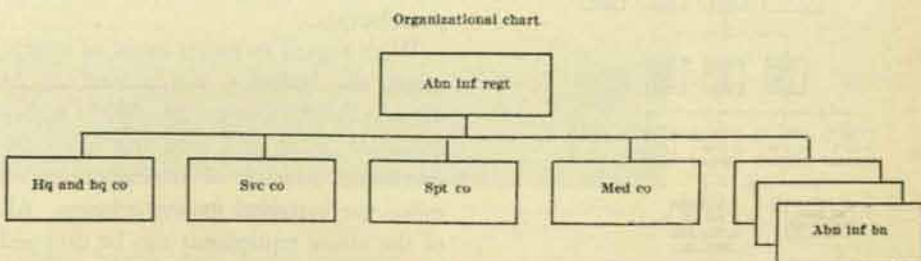 Organizational chart
Abn inf regt
Hq and hq co
Svc co
Spt co
Med co
Abn inf bn